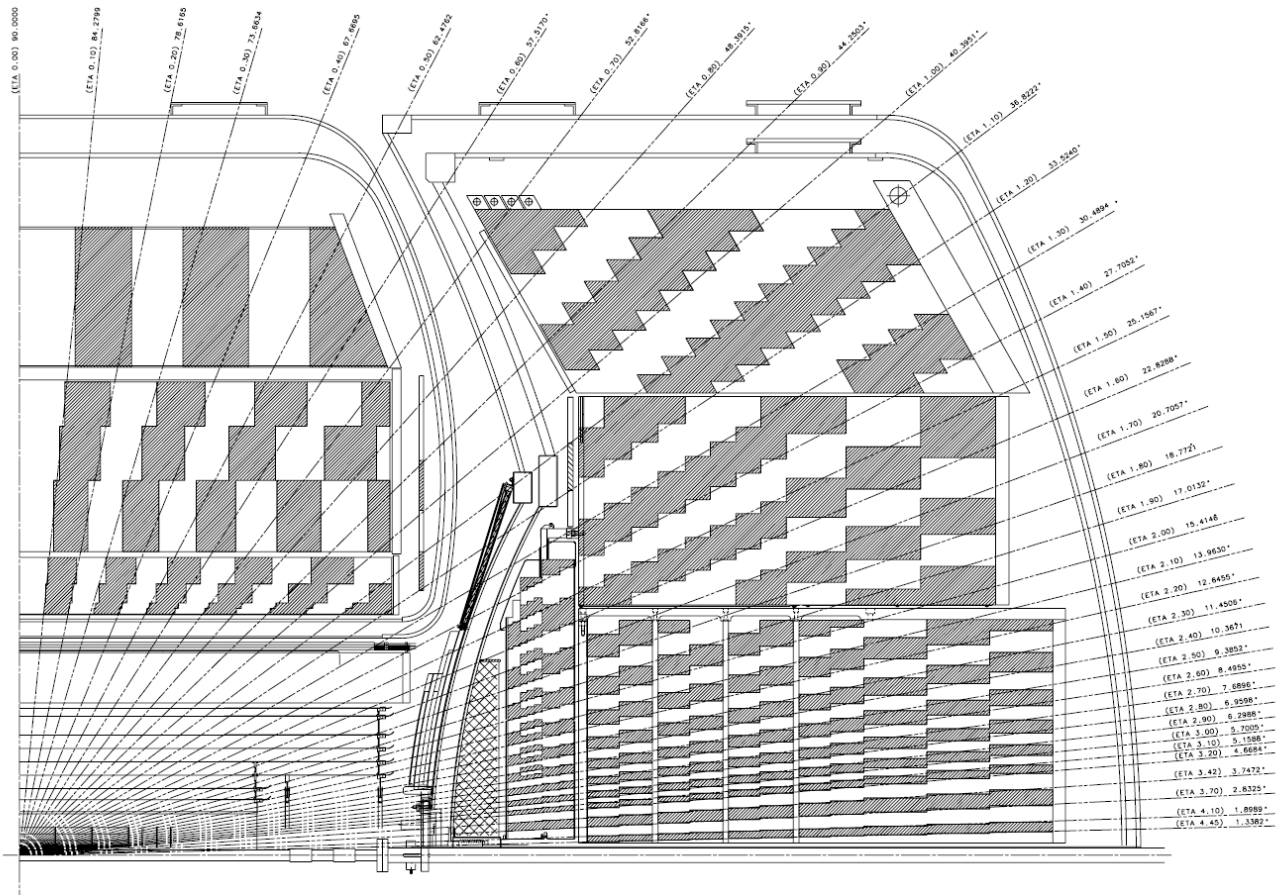 (ETA 0.00) 90.0000
(ETA 0.10) 84.2799
(ETA 0.20) 78.6165
(ETA 0.30) 73.6634
(ETA 0.40) 67.6695
(ETA 0.50) 62.4762
(ETA 0.60) 57.5170°
(ETA 0.70) 52.8166°
(ETA 0.80) 48.3915°
(ETA 0.90) 44.2503°
(ETA 1.00) 40.3951°
(ETA 1.10) 36.8222°
(ETA 1.20) 33.5240°
(ETA 1.30) 30.4894°
(ETA 1.40) 27.7052°
(ETA 1.50) 25.1567°
(ETA 1.60) 22.8288°
(ETA 1.70) 20.7057°
(ETA 1.80) 18.7721
(ETA 1.90) 17.0132°
(ETA 2.00) 15.4146
(ETA 2.10) 13.9630°
(ETA 2.20) 12.6455°
(ETA 2.30) 11.4506°
(ETA 2.40) 10.3671
(ETA 2.50) 9.3852°
(ETA 2.60) 8.4955°
(ETA 2.70) 7.6896°
(ETA 2.80) 6.9598°
(ETA 2.90) 6.2988°
(ETA 3.00) 5.7005°
(ETA 3.10) 5.1586°
(ETA 3.20) 4.6684°
(ETA 3.42) 3.7472°
(ETA 3.70) 2.8325°
(ETA 4.10) 1.8989°
(ETA 4.45) 1.3382°